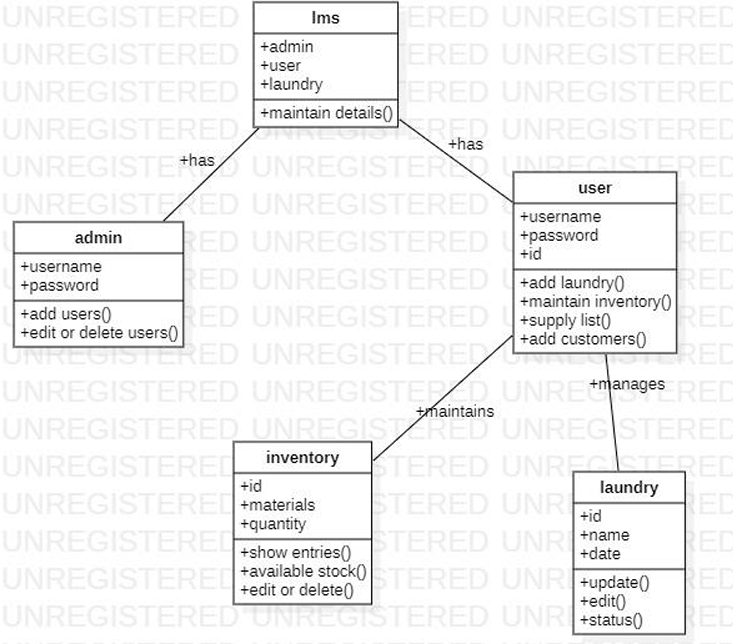 lms
+admin
+user
+laundry
+maintain details()
+has
+has
user
+username
+password
+id
+add laundry()
+maintain inventory()
+supply list()
+add customers()
admin
+username
+password
+add users()
+edit or delete users()
+manages
+maintains
inventory
+id
+materials
+quantity
+show entries()
+available stock()
+edit or delete()
laundry
+id
+name
+date
+update()
+edit()
+status()
UNREGISTERED